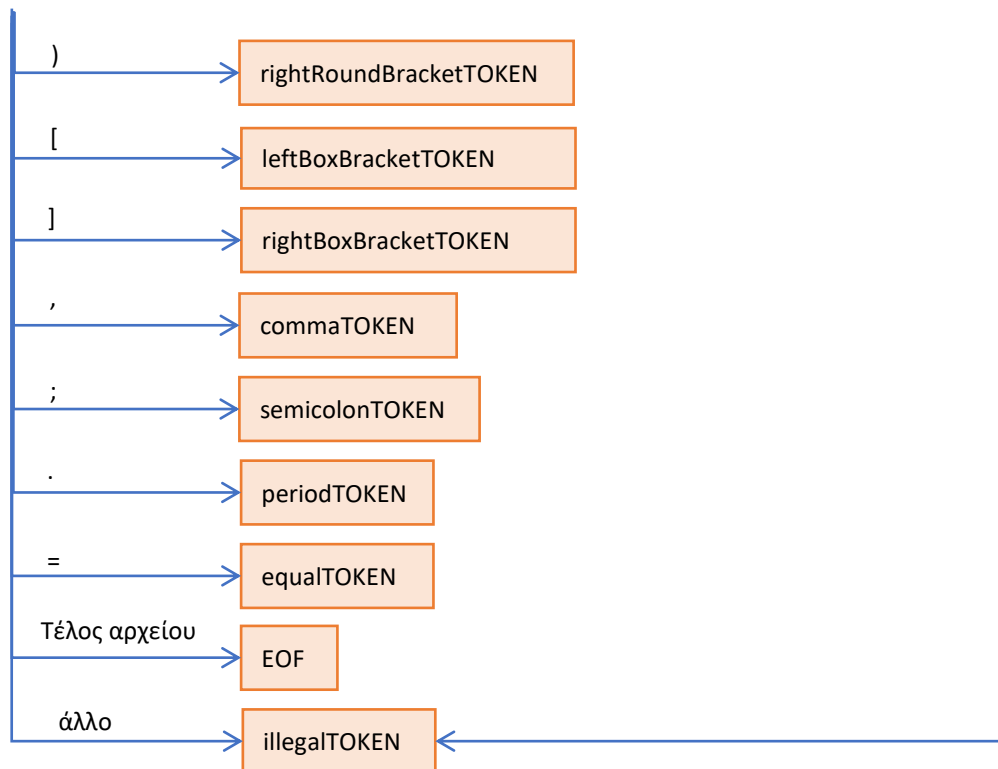 )
rightRoundBracketTOKEN
[
leftBoxBracketTOKEN
]
rightBoxBracketTOKEN
,
commaTOKEN
;
semicolonTOKEN
.
periodTOKEN
=
equalTOKEN
Τέλος αρχείου
EOF
άλλο
illegalTOKEN